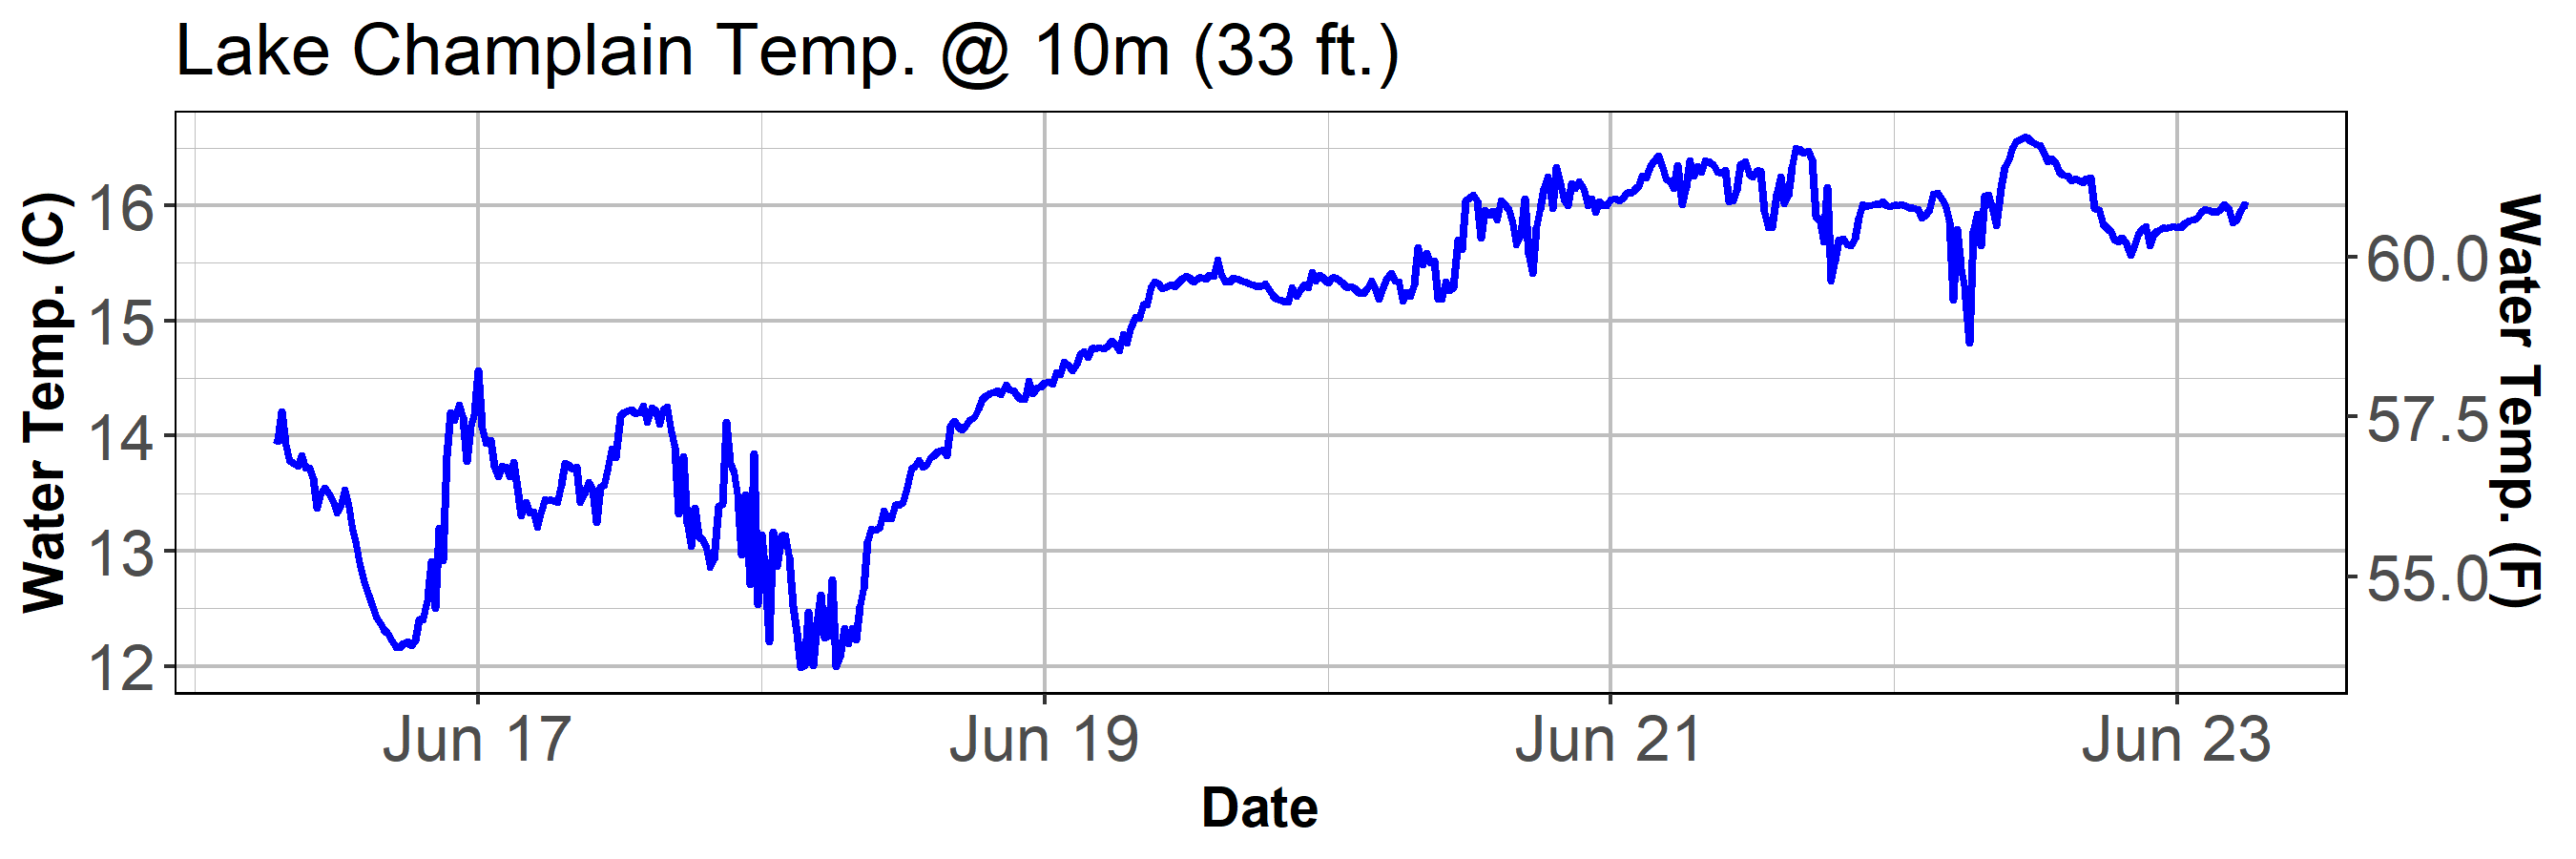 Lake Champlain Temp. @ 10m (33 ft.)
Water Temp. (C)
16
15
14
13
12
60.0
57.5
55.0
Water Temp. (F)
Jun 17 Jun 19 Jun 21 Jun 23
Date